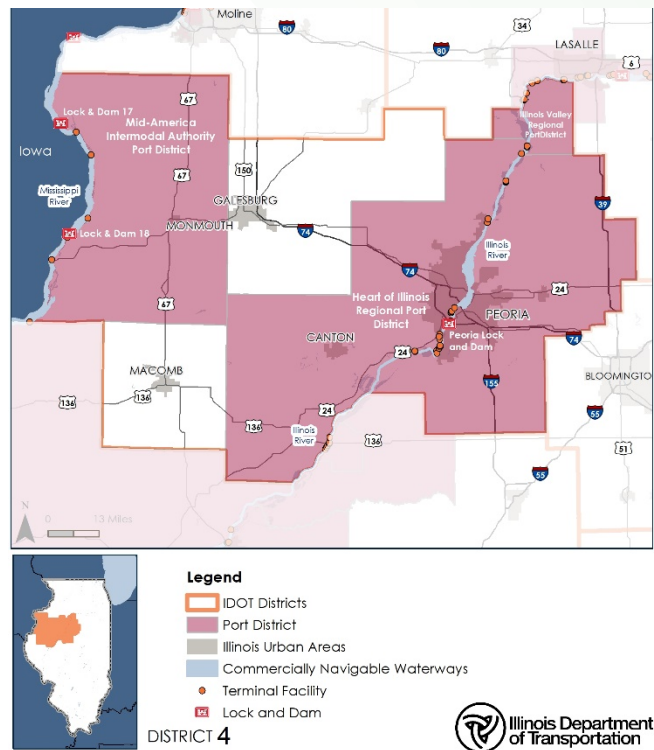 Moline
80
34
80
LASALLE
6
67
Lock & Dam 17
Mid-America
Intermodal Authority
Port District
Illinois Valley
Regional
PortDistrict
Iowa
150
67
Mississippi
River
GALESBURG
39
MONMOUTH
Lock & Dam 18
74
Illinois
River
74
24
67
Heart of Illinois
Regional Port
District
PEORIA
CANTON
Peoria Lock
and Dam
24
74
MACOMB
BLOOMINGTON
155
136
136
24
55
136
Illinois
River
136
51
55
N
0 13 Miles
Legend
IDOT Districts
Port District
Illinois Urban Areas
Commercially Navigable Waterways
Terminal Facility
Lock and Dam
DISTRICT 4
Illinois Department
of Transportation